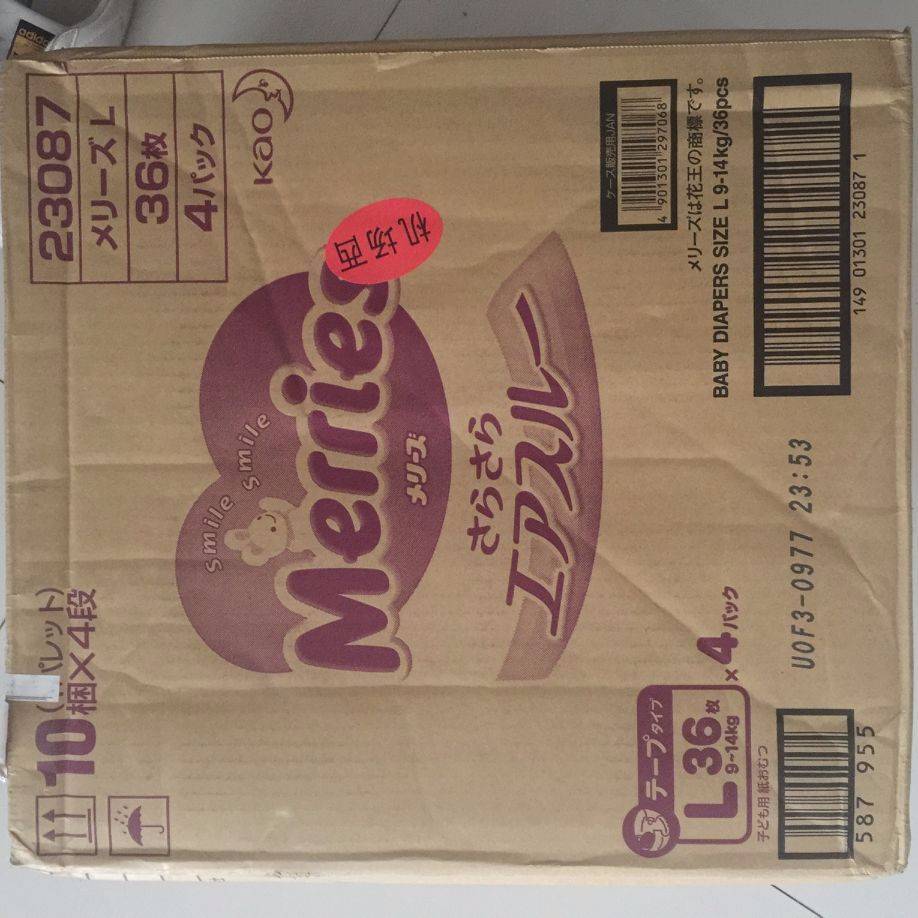 10 梱×4段
23087
メリーズ L
36枚
4パック
Kao
smile smile
Merries
メリーズ
机场西
さらさら
エアスルー
ケース販売用JAN
4 901301 297068
メリーズは花王の商標です。
BABY DIAPERS SIZE L 9-14kg/36pcs
149 01301 23087 1
テープタイプ
L 36枚
9~14kg
×4パック
子ども用 紙おむつ
UOF3-0977 23:53
587 955
adidas